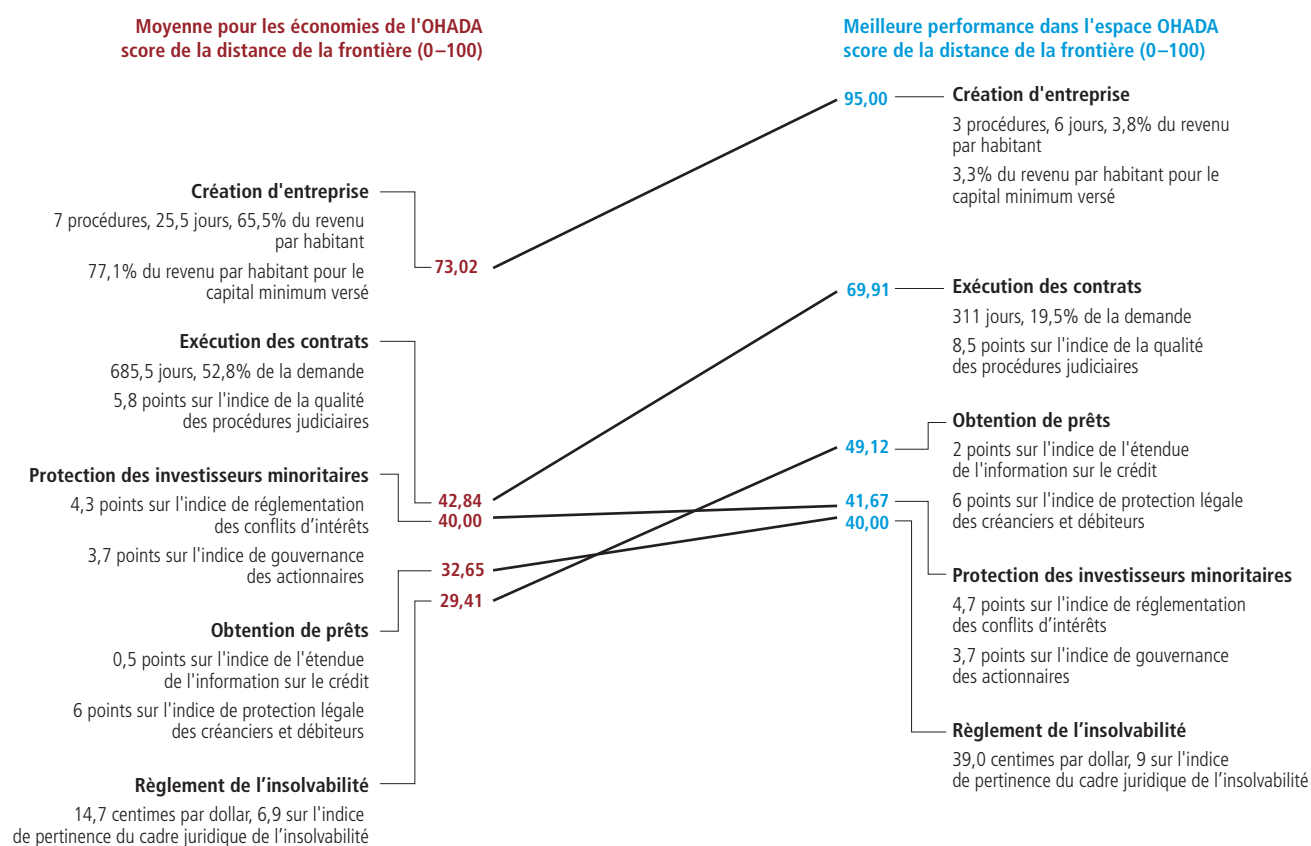 Moyenne pour les économies de l'OHADA
score de la distance de la frontière (0–100)
Création d'entreprise
7 procédures, 25,5 jours, 65,5% du revenu
par habitant
77,1% du revenu par habitant pour le
capital minimum versé
73,02
Exécution des contrats
685,5 jours, 52,8% de la demande
5,8 points sur l'indice de la qualité
des procédures judiciaires
42,84
Protection des investisseurs minoritaires
4,3 points sur l'indice de réglementation
des conflits d’intérêts
3,7 points sur l'indice de gouvernance
des actionnaires
40,00
Obtention de prêts
0,5 points sur l'indice de l'étendue
de l'information sur le crédit
6 points sur l'indice de protection légale
des créanciers et débiteurs
32,65
Règlement de l’insolvabilité
14,7 centimes par dollar, 6,9 sur l'indice
de pertinence du cadre juridique de l’insolvabilité
29,41
Meilleure performance dans l'espace OHADA
score de la distance de la frontière (0–100)
95,00
Création d'entreprise
3 procédures, 6 jours, 3,8% du revenu
par habitant
3,3% du revenu par habitant pour le
capital minimum versé
69,91
Exécution des contrats
311 jours, 19,5% de la demande
8,5 points sur l'indice de la qualité
des procédures judiciaires
49,12
Obtention de prêts
2 points sur l'indice de l'étendue
de l'information sur le crédit
6 points sur l'indice de protection légale
des créanciers et débiteurs
41,67
Protection des investisseurs minoritaires
4,7 points sur l'indice de réglementation
des conflits d’intérêts
3,7 points sur l'indice de gouvernance
des actionnaires
40,00
Règlement de l’insolvabilité
39,0 centimes par dollar, 9 sur l'indice
de pertinence du cadre juridique de l’insolvabilité